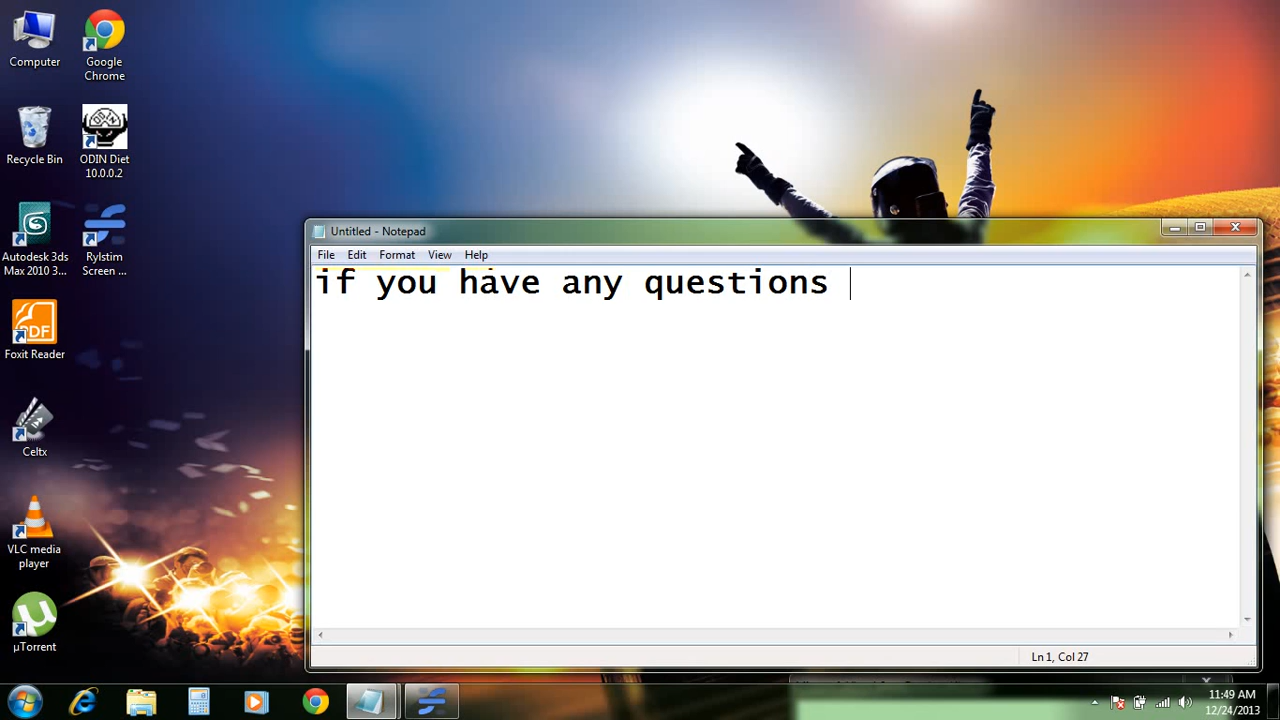 Computer
Google
Chrome
Recycle Bin
ODIN Diet
10.0.0.2
Autodesk 3ds
Max 2010 3...
Rylstim
Screen ...
PDF
Foxit Reader
Celtx
VLC media
player
µTorrent
Untitled - Notepad
File Edit Format View Help
if you have any questions
Ln 1, Col 27
11:49 AM
12/24/2013